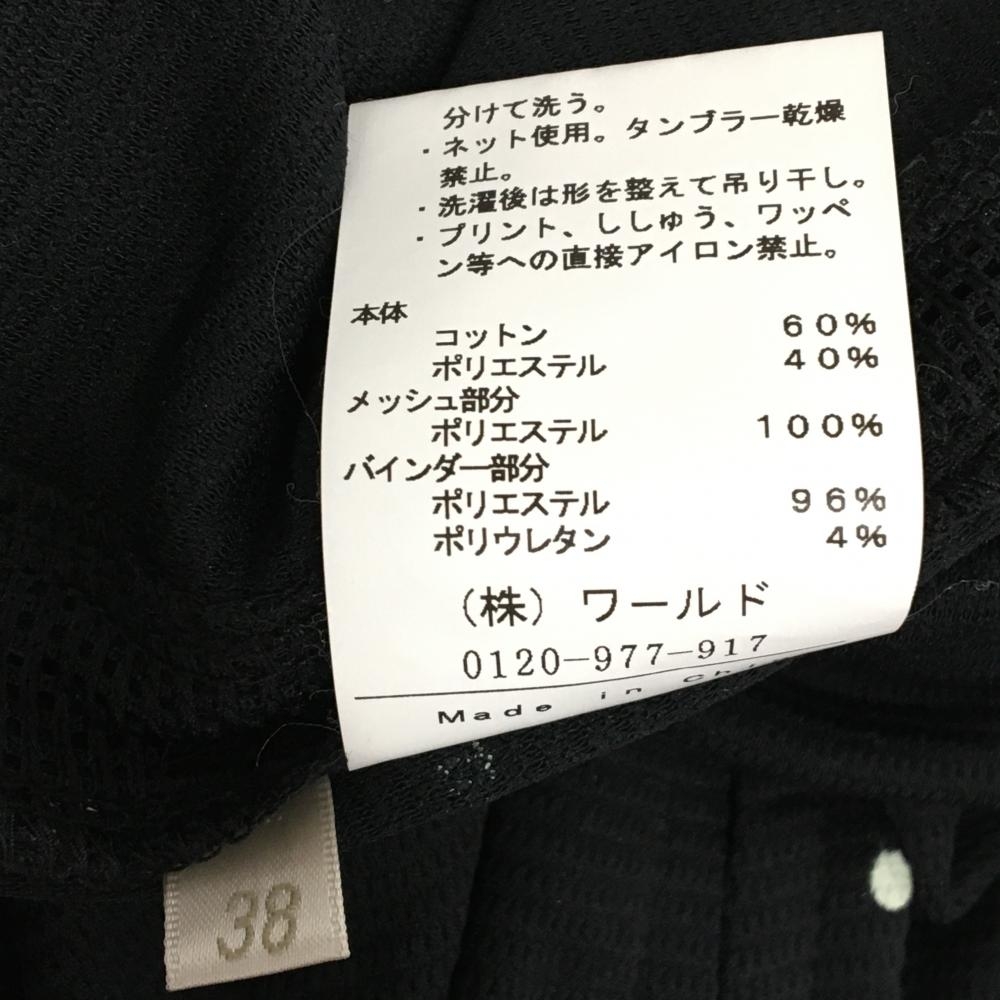 分けて洗う。
・ネット使用。タンブラー乾燥
禁止。
・洗濯後は形を整えて吊り干し。
・プリント、ししゅう、ワッペ
ン等への直接アイロン禁止。
本体
コットン 60%
ポリエステル 40%
メッシュ部分
ポリエステル 100%
バインダー部分
ポリエステル 96%
ポリウレタン 4%
(株) ワールド
0120-977-917
Made in
38